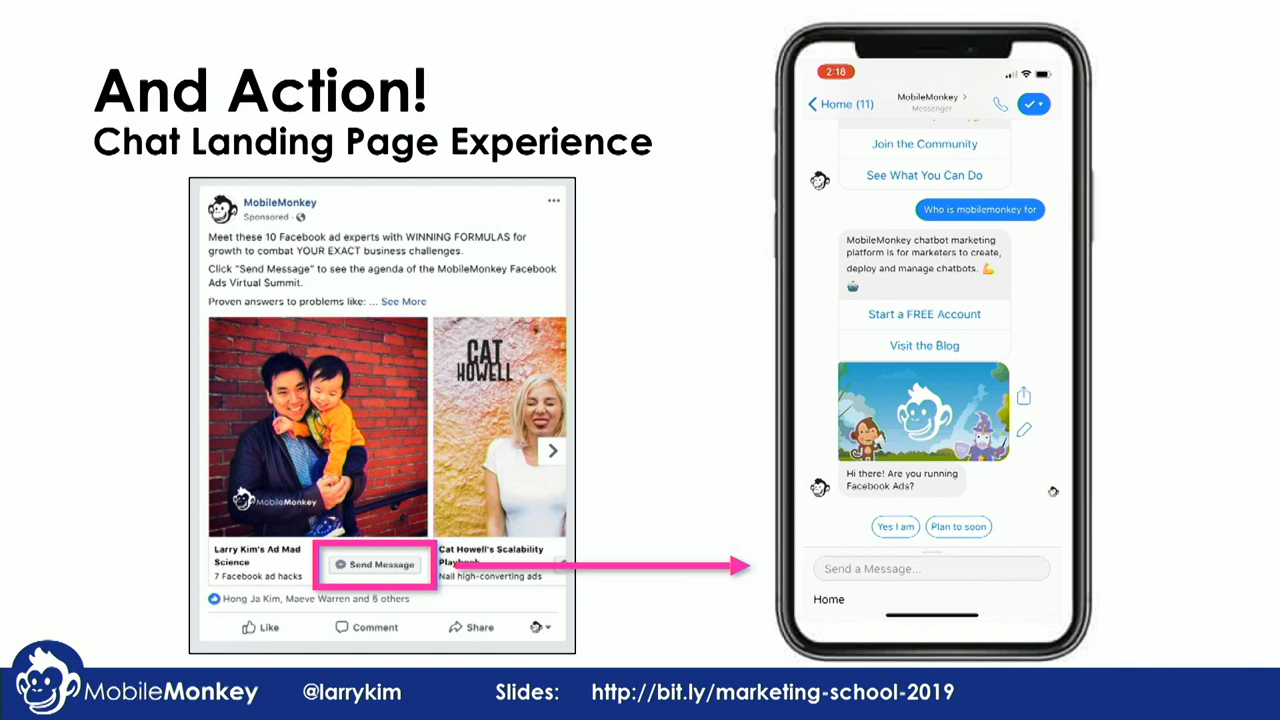 And Action!
Chat Landing Page Experience
MobileMonkey
Sponsored ·
Meet these 10 Facebook ad experts with WINNING FORMULAS for
growth to combat YOUR EXACT business challenges.
Click "Send Message" to see the agenda of the MobileMonkey Facebook
Ads Virtual Summit.
Proven answers to problems like: ... See More
CAT
HOWELL
MobileMonkey
Larry Kim's Ad Mad
Science
7 Facebook ad hacks
Send Message
Cat Howell's Scalability
Nail high-converting ads
Hong Ja Kim, Maeve Warren and 5 others
Like
Comment
Share
2:18
Home (11)
MobileMonkey
Messenger
Join the Community
See What You Can Do
Who is mobilemonkey for
MobileMonkey chatbot marketing
platform is for marketers to create,
deploy and manage chatbots.
Start a FREE Account
Visit the Blog
Hi there! Are you running
Facebook Ads?
Yes I am
Plan to soon
Send a Message...
Home
MobileMonkey
@larrykim
Slides: http://bit.ly/marketing-school-2019